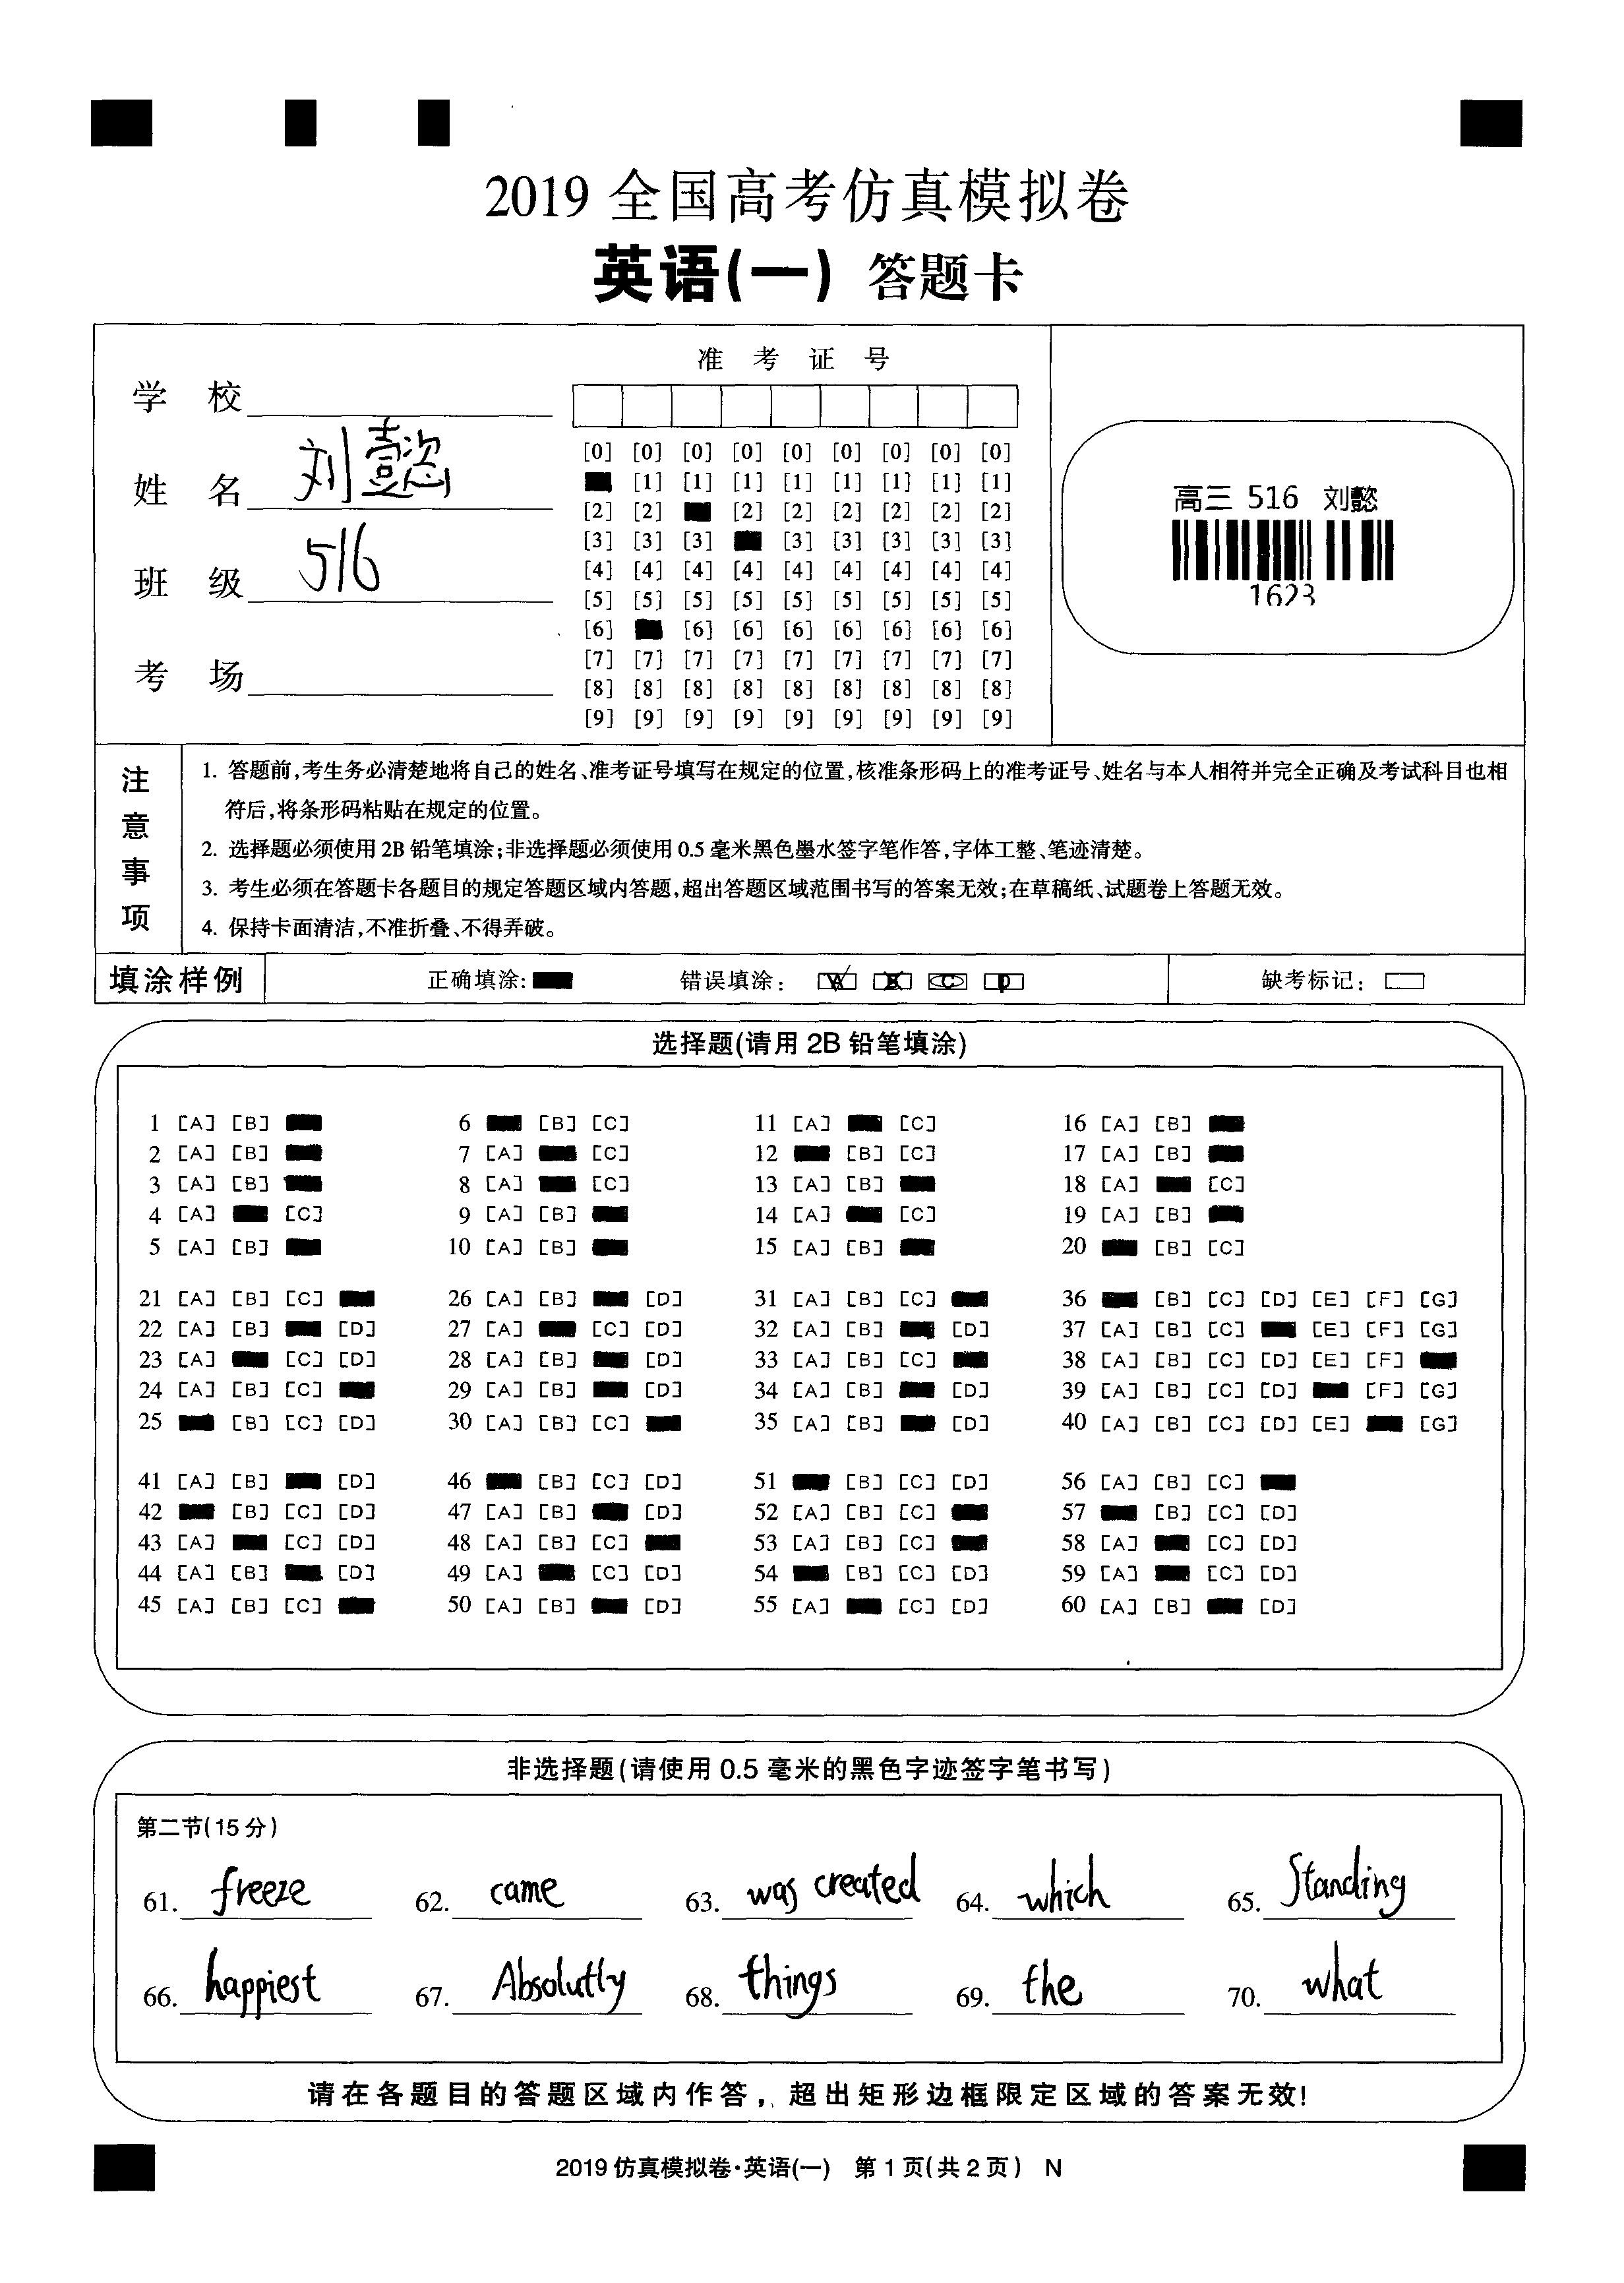 2019 全国高考仿真模拟卷
英语(一) 答题卡
准 考 证 号
学 校
姓 名 刘懿
班 级 516
考 场
[0] [0] [0] [0] [0] [0] [0] [0] [0]
[1] [1] [1] [1] [1] [1] [1] [1]
[2] [2] [2] [2] [2] [2] [2] [2]
[3] [3] [3] [3] [3] [3] [3] [3]
[4] [4] [4] [4] [4] [4] [4] [4] [4]
[5] [5] [5] [5] [5] [5] [5] [5] [5]
[6] [6] [6] [6] [6] [6] [6] [6]
[7] [7] [7] [7] [7] [7] [7] [7] [7]
[8] [8] [8] [8] [8] [8] [8] [8] [8]
[9] [9] [9] [9] [9] [9] [9] [9] [9]
高三 516 刘懿
1623
注意事项
1. 答题前,考生务必清楚地将自己的姓名、准考证号填写在规定的位置,核准条形码上的准考证号、姓名与本人相符并完全正确及考试科目也相
符后,将条形码粘贴在规定的位置。
2. 选择题必须使用2B铅笔填涂;非选择题必须使用0.5毫米黑色墨水签字笔作答,字体工整、笔迹清楚。
3. 考生必须在答题卡各题目的规定答题区域内答题,超出答题区域范围书写的答案无效;在草稿纸、试题卷上答题无效。
4. 保持卡面清洁,不准折叠、不得弄破。
填涂样例 正确填涂: 错误填涂: A B C D 缺考标记:
选择题(请用 2B 铅笔填涂)
1 [A] [B] 6 [B] [C] 11 [A] [C] 16 [A] [B]
2 [A] [B] 7 [A] [C] 12 [B] [C] 17 [A] [B]
3 [A] [B] 8 [A] [C] 13 [A] [B] 18 [A] [C]
4 [A] [C] 9 [A] [B] 14 [A] [C] 19 [A] [B]
5 [A] [B] 10 [A] [B] 15 [A] [B] 20 [B] [C]
21 [A] [B] [C] 26 [A] [B] [D] 31 [A] [B] [C] 36 [B] [C] [D] [E] [F] [G]
22 [A] [B] [D] 27 [A] [C] [D] 32 [A] [B] [D] 37 [A] [B] [C] [E] [F] [G]
23 [A] [C] [D] 28 [A] [B] [D] 33 [A] [B] [C] 38 [A] [B] [C] [D] [E] [F]
24 [A] [B] [C] 29 [A] [B] [D] 34 [A] [B] [D] 39 [A] [B] [C] [D] [F] [G]
25 [B] [C] [D] 30 [A] [B] [C] 35 [A] [B] [D] 40 [A] [B] [C] [D] [E] [G]
41 [A] [B] [D] 46 [B] [C] [D] 51 [B] [C] [D] 56 [A] [B] [C]
42 [B] [C] [D] 47 [A] [B] [D] 52 [A] [B] [C] 57 [B] [C] [D]
43 [A] [C] [D] 48 [A] [B] [C] 53 [A] [B] [C] 58 [A] [C] [D]
44 [A] [B] [D] 49 [A] [C] [D] 54 [B] [C] [D] 59 [A] [C] [D]
45 [A] [B] [C] 50 [A] [B] [D] 55 [A] [C] [D] 60 [A] [B] [D]
非选择题(请使用 0.5 毫米的黑色字迹签字笔书写)
第二节(15 分)
61. freeze 62. came 63. was created 64. which 65. Standing
66. happiest 67. Absolutly 68. things 69. the 70. what
请在各题目的答题区域内作答,超出矩形边框限定区域的答案无效!
2019 仿真模拟卷·英语(一) 第 1 页(共 2 页) N